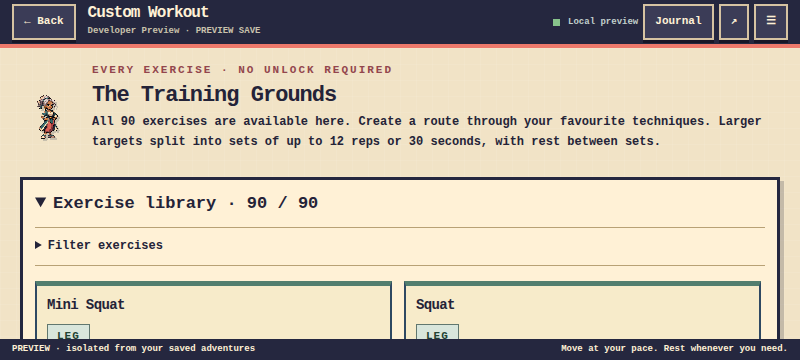 ← Back
Custom Workout
Developer Preview · PREVIEW SAVE
Local preview
Journal
↗
☰
EVERY EXERCISE · NO UNLOCK REQUIRED
The Training Grounds
All 90 exercises are available here. Create a route through your favourite techniques. Larger
targets split into sets of up to 12 reps or 30 seconds, with rest between sets.
▼ Exercise library · 90 / 90
▶ Filter exercises
Mini Squat
LEG
Squat
LEG
PREVIEW · isolated from your saved adventures
Move at your pace. Rest whenever you need.